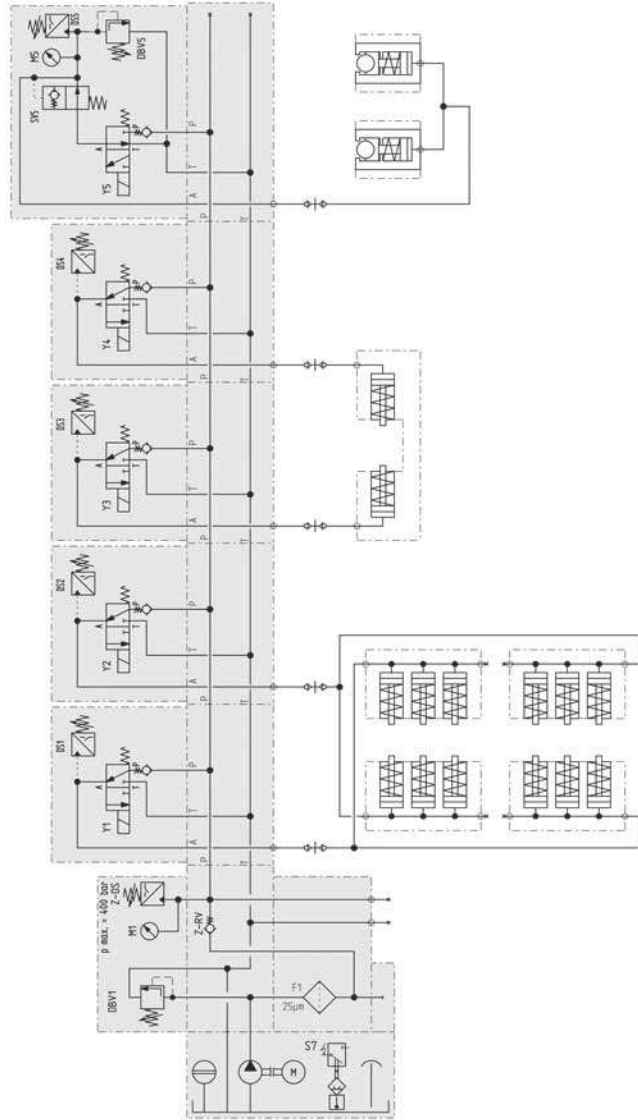 DS5
M5
DBV5
SV5
A
P
T
Y5
P
T
A
P
T
DS4
A
P
T
Y4
P
T
A
P
T
DS3
A
P
T
Y3
P
T
A
P
T
DS2
A
P
T
Y2
P
T
A
P
T
DS1
A
P
T
Y1
P
T
A
P
T
p max. = 400 bar
Z-DS
M1
Z-RV
DBV1
F1
25µm
S7
M